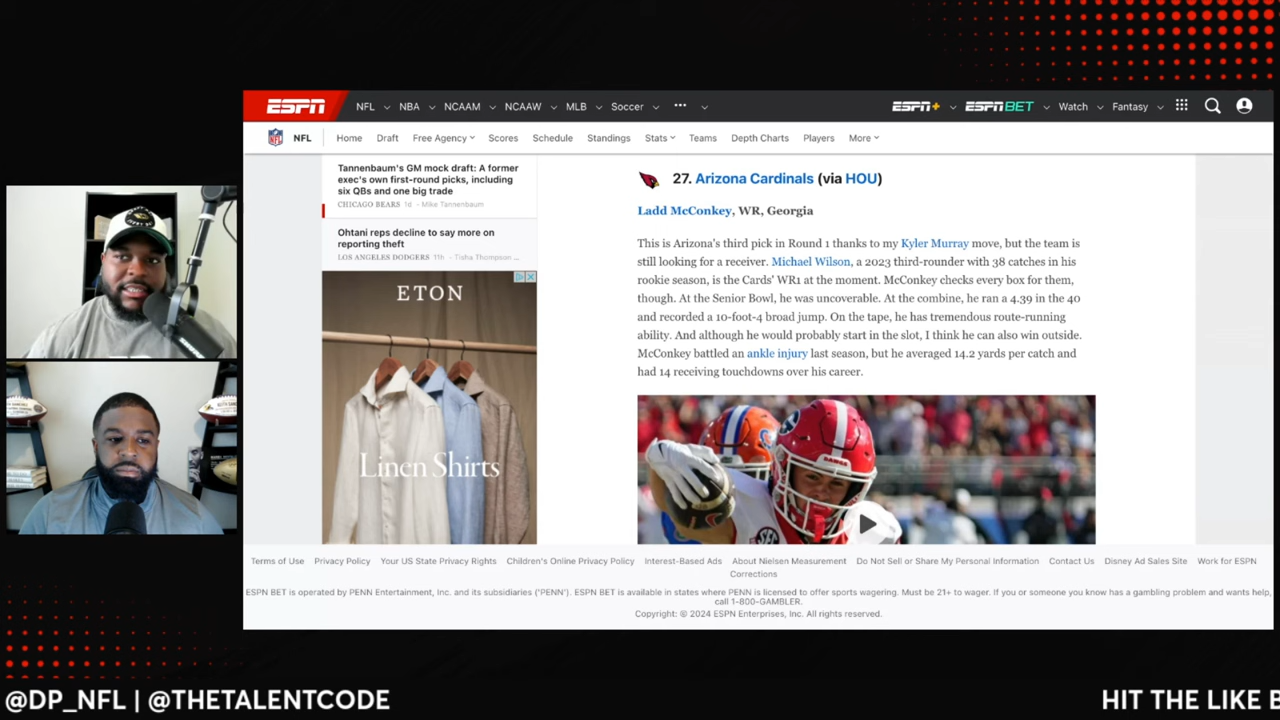 ESPN NFL NBA NCAAM NCAAW MLB Soccer ... ESPN+ ESPN BET Watch Fantasy
NFL Home Draft Free Agency Scores Schedule Standings Stats Teams Depth Charts Players More
Tannenbaum's GM mock draft: A former
exec's own first-round picks, including
six QBs and one big trade
CHICAGO BEARS 1d - Mike Tannenbaum
Ohtani reps decline to say more on
reporting theft
LOS ANGELES DODGERS 11h - Tisha Thompson ...
ETON
Linen Shirts
27. Arizona Cardinals (via HOU)
Ladd McConkey, WR, Georgia
This is Arizona's third pick in Round 1 thanks to my Kyler Murray move, but the team is
still looking for a receiver. Michael Wilson, a 2023 third-rounder with 38 catches in his
rookie season, is the Cards' WR1 at the moment. McConkey checks every box for them,
though. At the Senior Bowl, he was uncoverable. At the combine, he ran a 4.39 in the 40
and recorded a 10-foot-4 broad jump. On the tape, he has tremendous route-running
ability. And although he would probably start in the slot, I think he can also win outside.
McConkey battled an ankle injury last season, but he averaged 14.2 yards per catch and
had 14 receiving touchdowns over his career.
Terms of Use Privacy Policy Your US State Privacy Rights Children's Online Privacy Policy Interest-Based Ads About Nielsen Measurement Do Not Sell or Share My Personal Information Contact Us Disney Ad Sales Site Work for ESPN
Corrections
ESPN BET is operated by PENN Entertainment, Inc. and its subsidiaries ('PENN'). ESPN BET is available in states where PENN is licensed to offer sports wagering. Must be 21+ to wager. If you or someone you know has a gambling problem and wants help,
call 1-800-GAMBLER.
Copyright: © 2024 ESPN Enterprises, Inc. All rights reserved.
@DP_NFL | @THETALENTCODE
HIT THE LIKE B